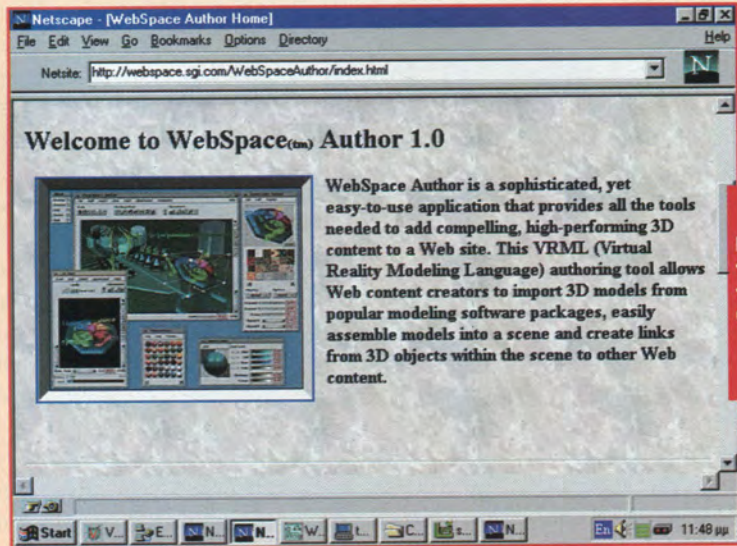 Netscape - [WebSpace Author Home]
File Edit View Go Bookmarks Options Directory Help
Netsite: http://webspace.sgi.com/WebSpaceAuthor/index.html
N
Welcome to WebSpace(tm) Author 1.0
WebSpace Author is a sophisticated, yet
easy-to-use application that provides all the tools
needed to add compelling, high-performing 3D
content to a Web site. This VRML (Virtual
Reality Modeling Language) authoring tool allows
Web content creators to import 3D models from
popular modeling software packages, easily
assemble models into a scene and create links
from 3D objects within the scene to other Web
content.
Start V... E... N... N... W... t... C... s... N... En 11:48 μμ